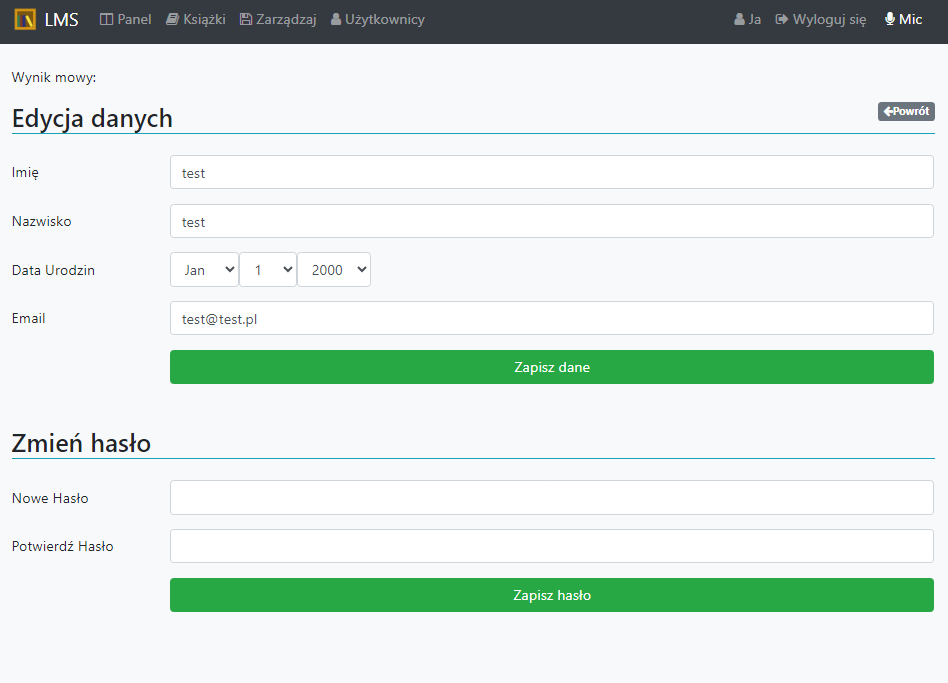 LMS Panel Książki Zarządzaj Użytkownicy Ja Wyloguj się Mic
Wynik mowy:
Edycja danych Powrót
Imię test
Nazwisko test
Data Urodzin Jan 1 2000
Email test@test.pl
Zapisz dane
Zmień hasło
Nowe Hasło
Potwierdź Hasło
Zapisz hasło